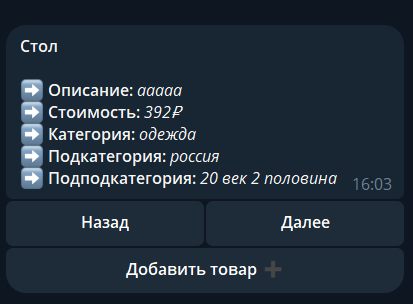 Стол
➡️ Описание: ааааа
➡️ Стоимость: 392₽
➡️ Категория: одежда
➡️ Подкатегория: россия
➡️ Подподкатегория: 20 век 2 половина
16:03
Назад
Далее
Добавить товар ➕